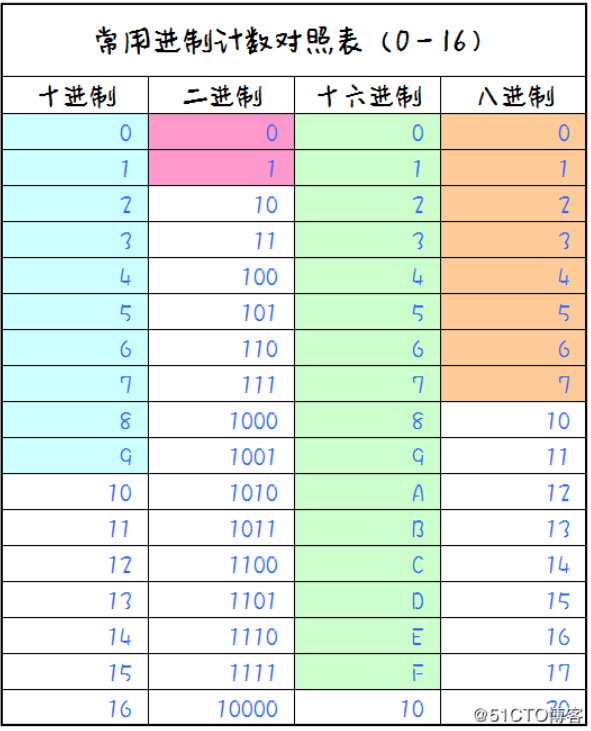 常用进制计数对照表（0-16）
十进制 二进制 十六进制 八进制
0 0 0 0
1 1 1 1
2 10 2 2
3 11 3 3
4 100 4 4
5 101 5 5
6 110 6 6
7 111 7 7
8 1000 8 10
9 1001 9 11
10 1010 A 12
11 1011 B 13
12 1100 C 14
13 1101 D 15
14 1110 E 16
15 1111 F 17
16 10000 10 20
@51CTO博客